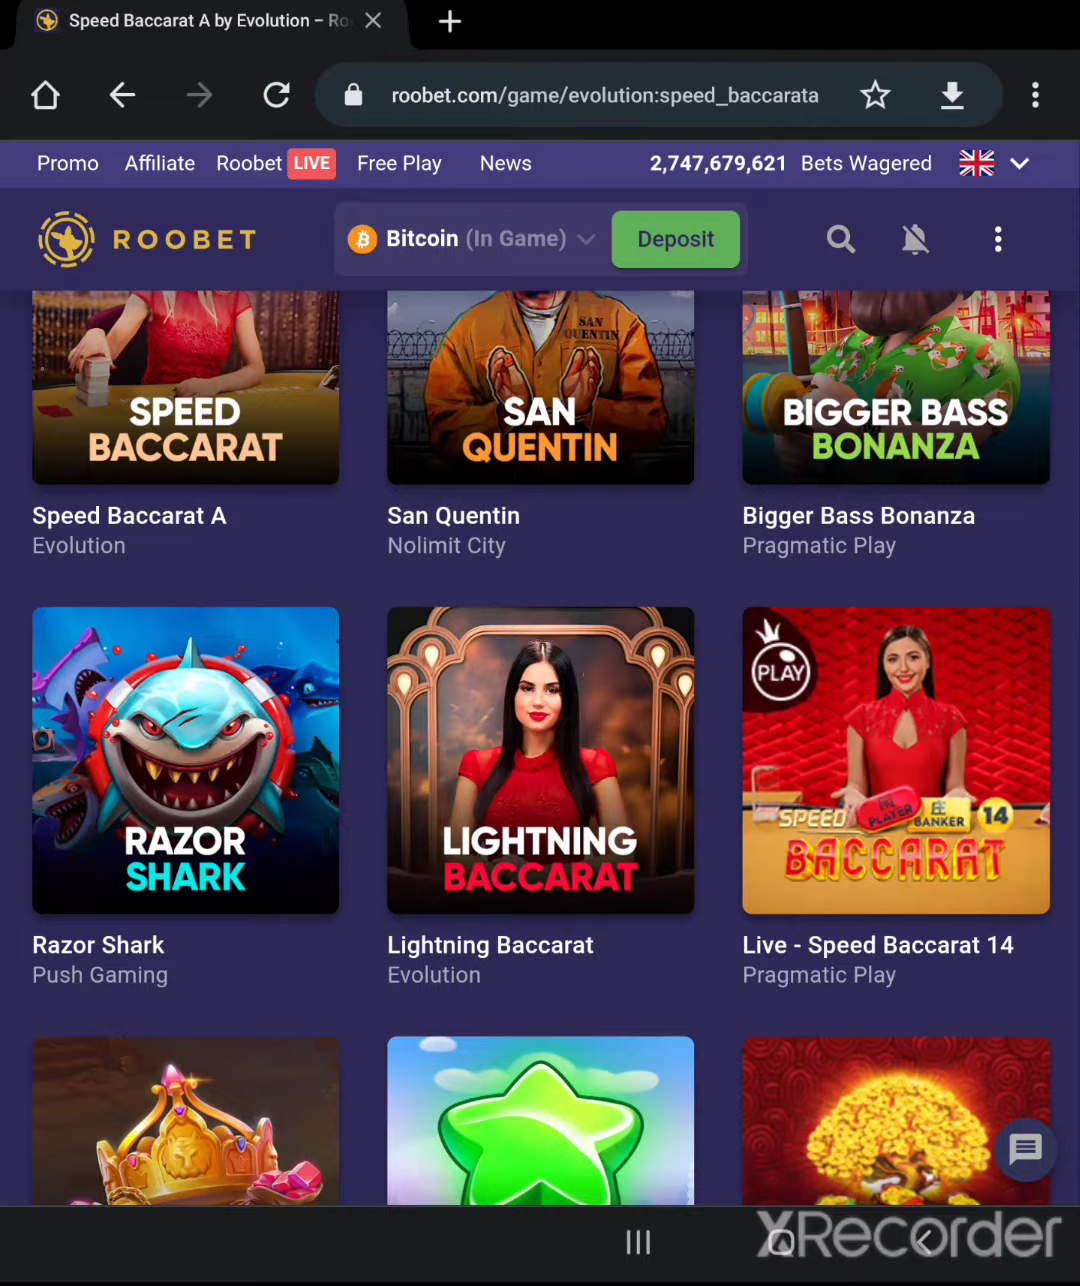 Speed Baccarat A by Evolution – Ro
roobet.com/game/evolution:speed_baccarata
Promo Affiliate Roobet LIVE Free Play News 2,747,679,621 Bets Wagered
ROOBET Bitcoin (In Game) Deposit
SAN
QUENTIN
SPEED
BACCARAT
SAN
QUENTIN
BIGGER BASS
BONANZA
Speed Baccarat A
Evolution
San Quentin
Nolimit City
Bigger Bass Bonanza
Pragmatic Play
RAZOR
SHARK
LIGHTNING
BACCARAT
PLAY
SPEED PLAYER 庄 BANKER 14
BACCARAT
Razor Shark
Push Gaming
Lightning Baccarat
Evolution
Live - Speed Baccarat 14
Pragmatic Play
XRecorder